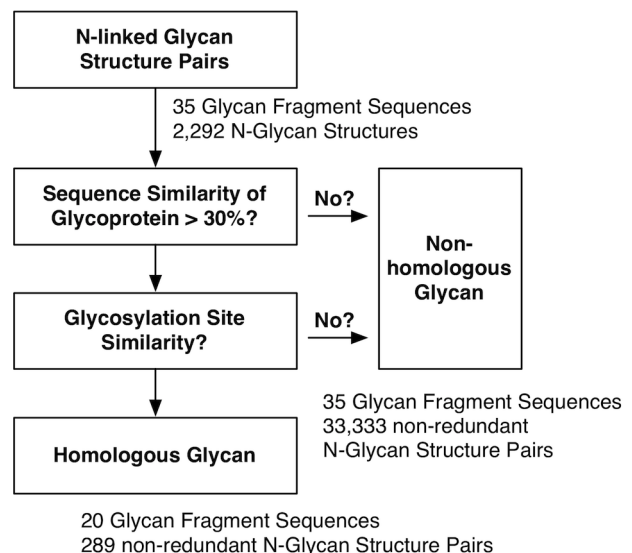 N-linked Glycan
Structure Pairs
35 Glycan Fragment Sequences
2,292 N-Glycan Structures
Sequence Similarity of
Glycoprotein > 30%?
No?
Non-
homologous
Glycan
Glycosylation Site
Similarity?
No?
35 Glycan Fragment Sequences
33,333 non-redundant
N-Glycan Structure Pairs
Homologous Glycan
20 Glycan Fragment Sequences
289 non-redundant N-Glycan Structure Pairs